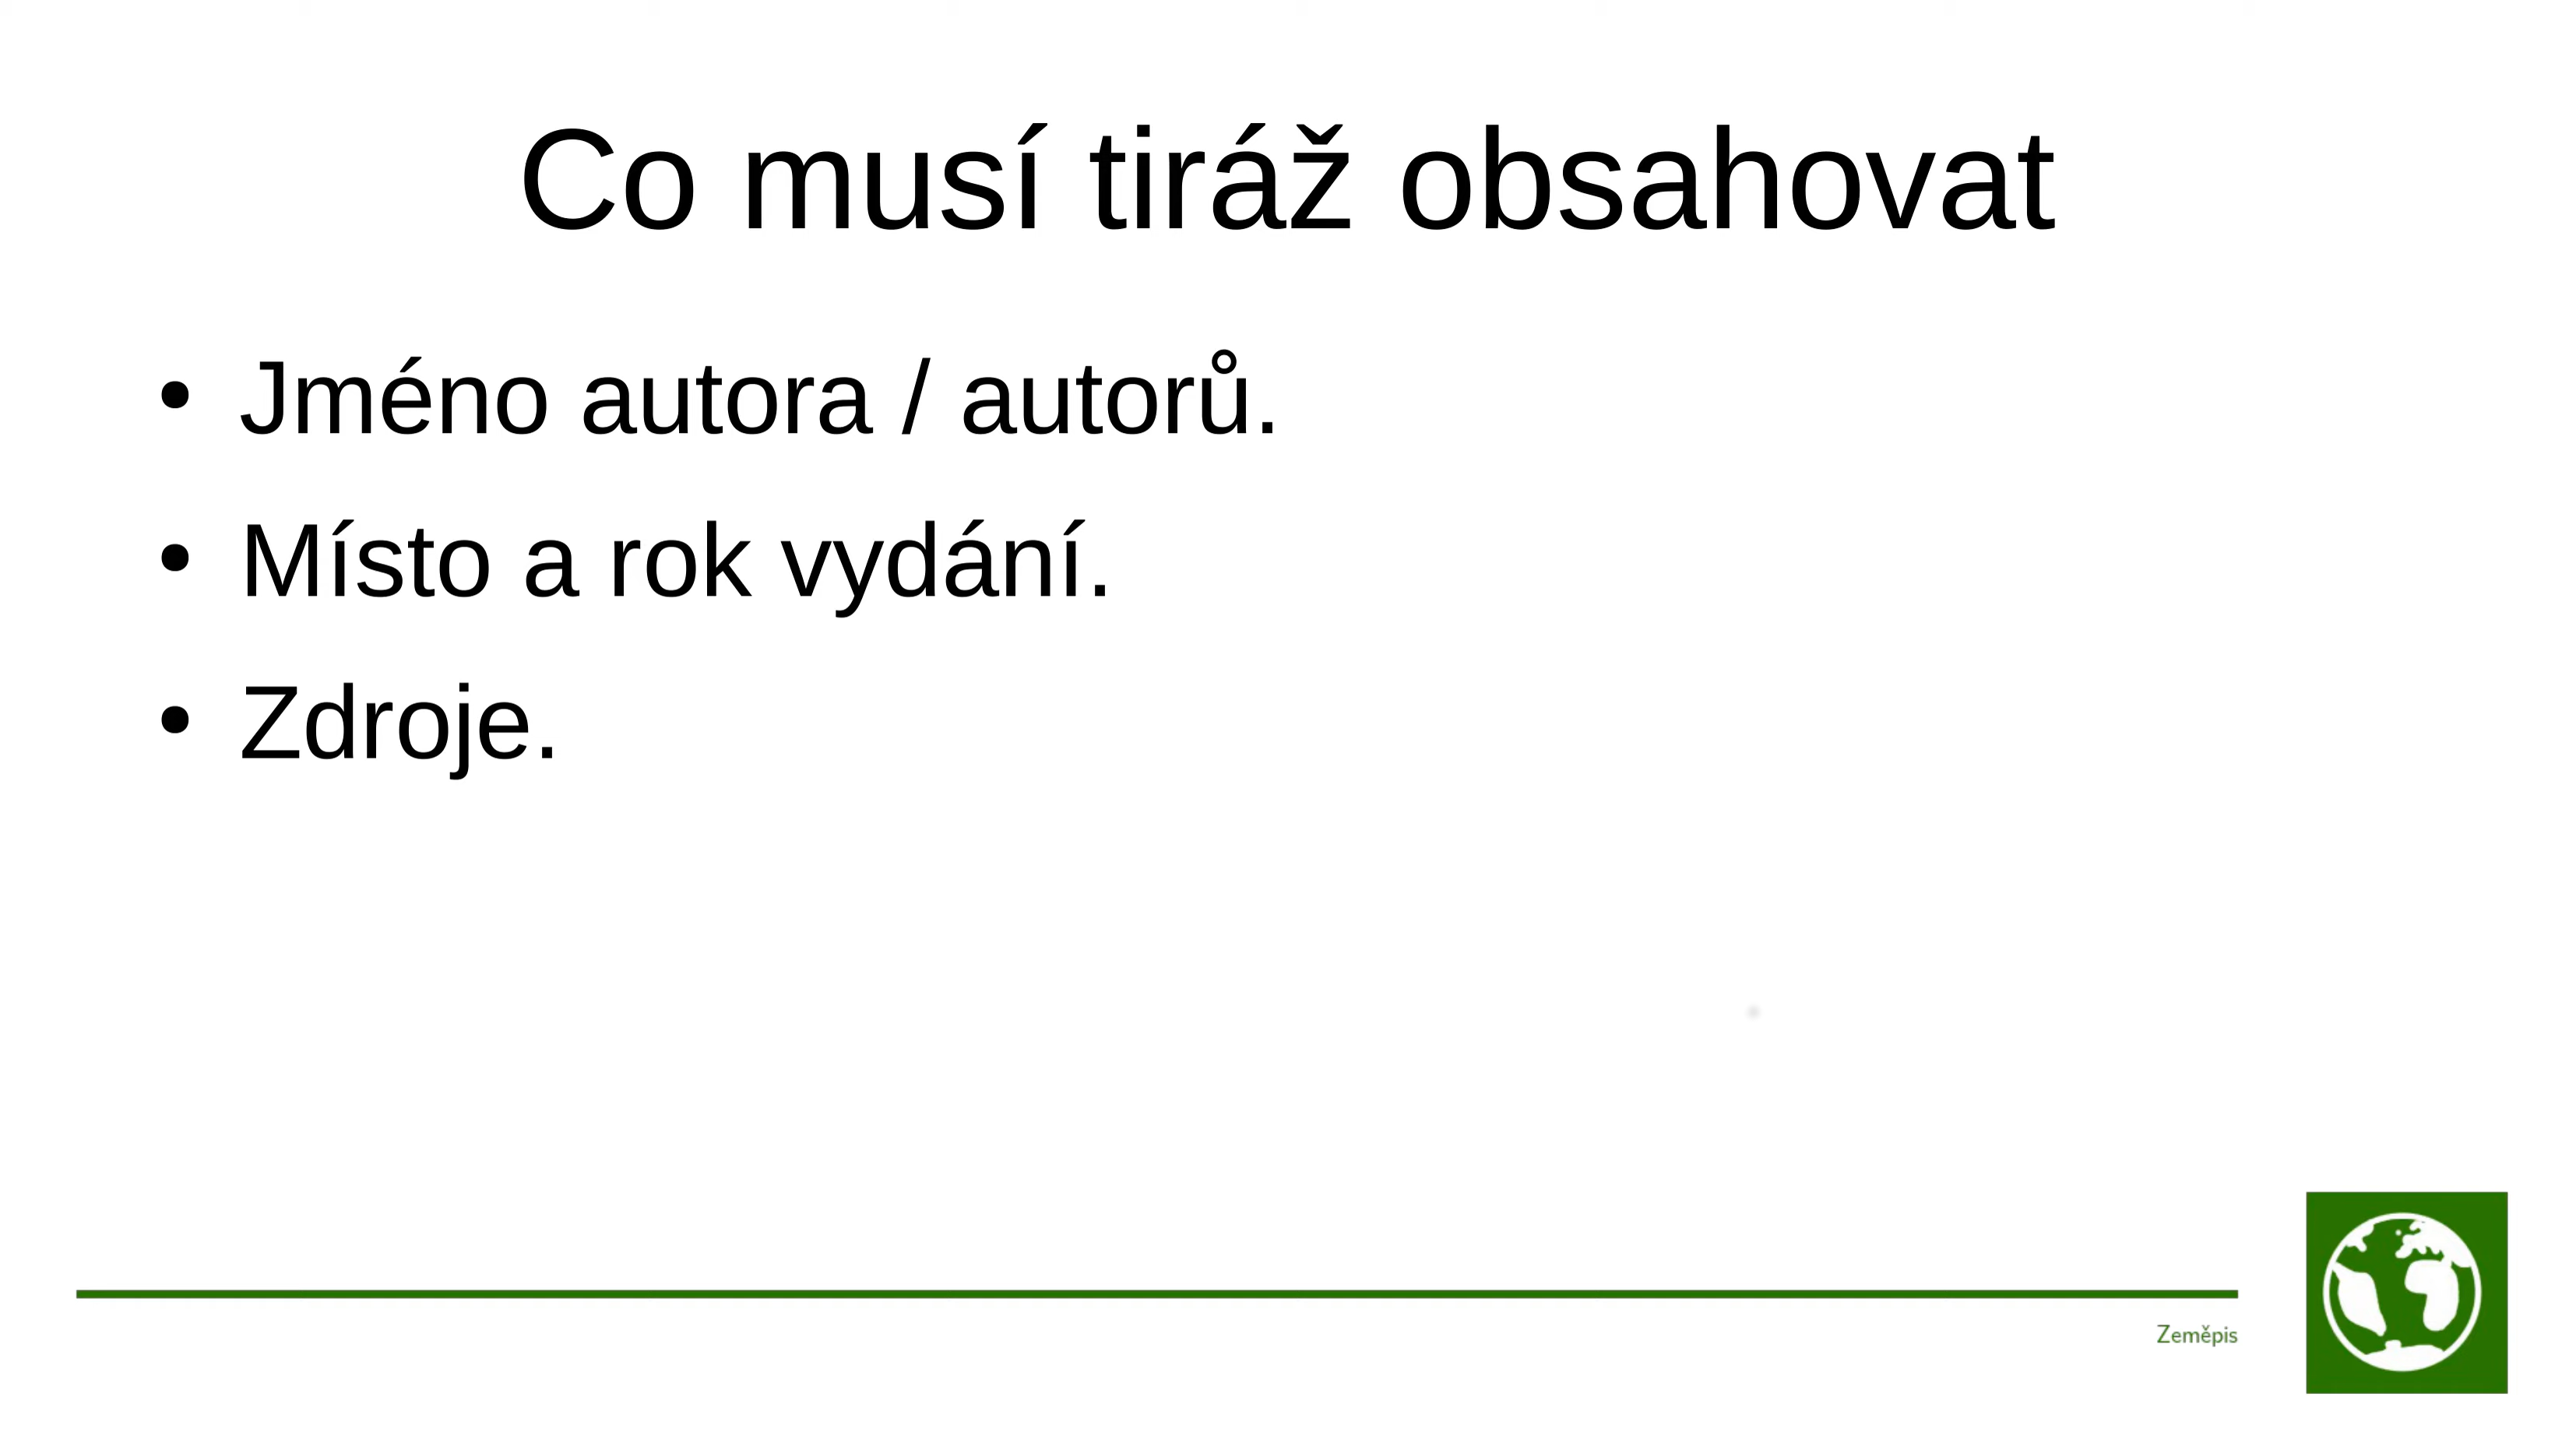 Co musí tiráž obsahovat
• Jméno autora / autorů.
• Místo a rok vydání.
• Zdroje.
Zeměpis